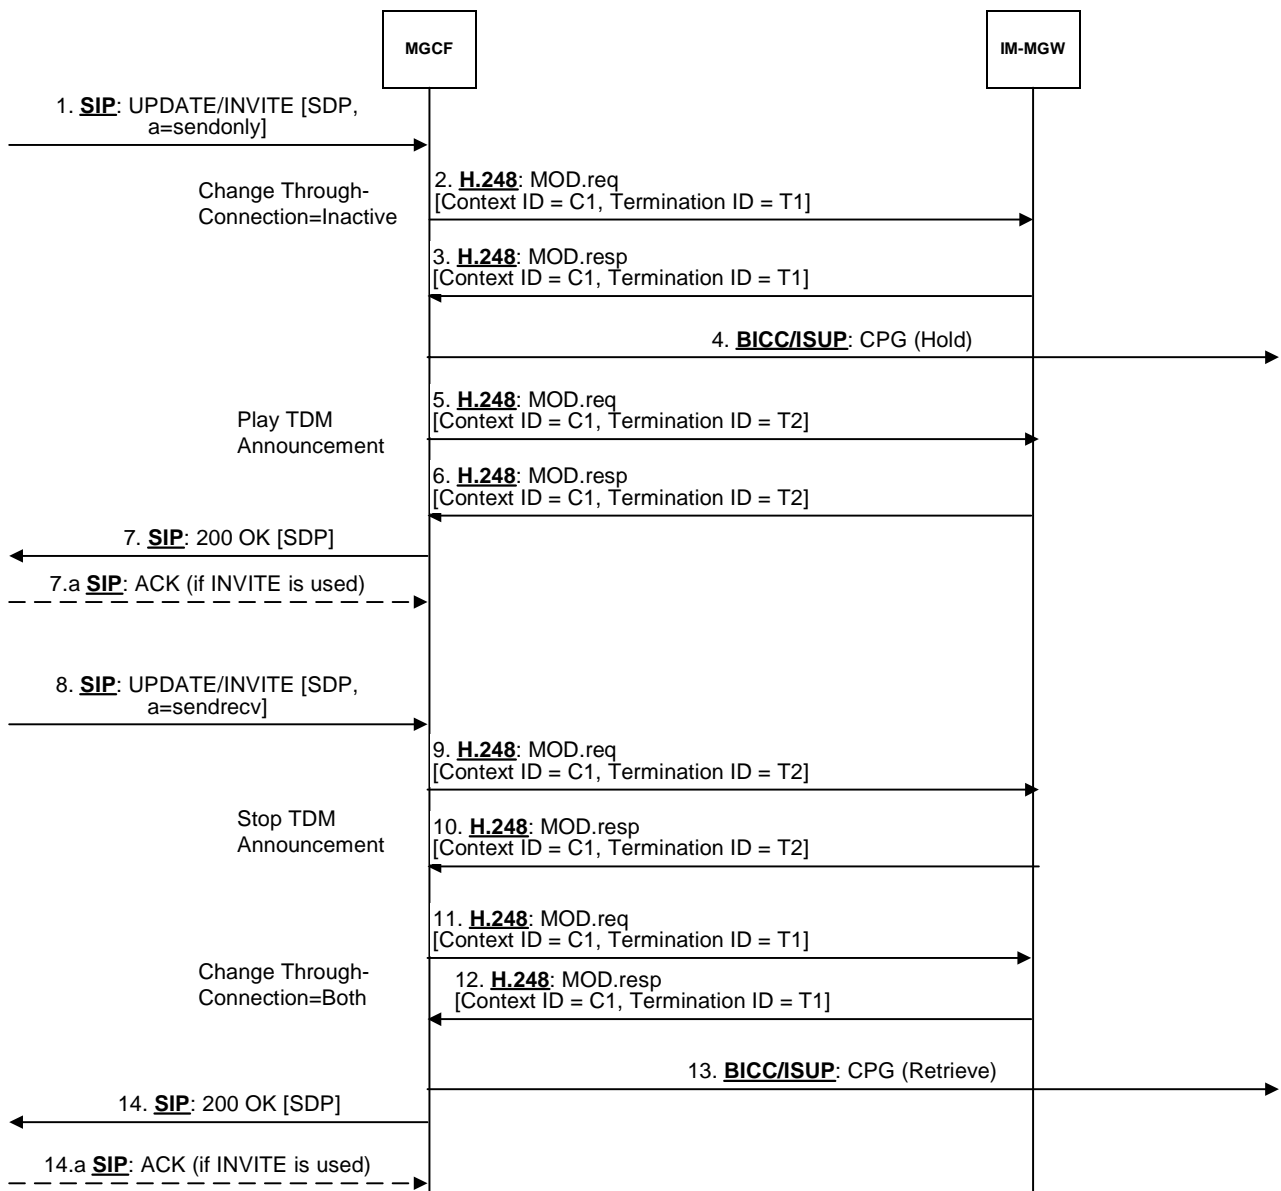 MGCF
IM-MGW
1. SIP: UPDATE/INVITE [SDP,
a=sendonly]
Change Through-
Connection=Inactive
2. H.248: MOD.req
[Context ID = C1, Termination ID = T1]
3. H.248: MOD.resp
[Context ID = C1, Termination ID = T1]
4. BICC/ISUP: CPG (Hold)
Play TDM
Announcement
5. H.248: MOD.req
[Context ID = C1, Termination ID = T2]
6. H.248: MOD.resp
[Context ID = C1, Termination ID = T2]
7. SIP: 200 OK [SDP]
7.a SIP: ACK (if INVITE is used)
8. SIP: UPDATE/INVITE [SDP,
a=sendrecv]
9. H.248: MOD.req
[Context ID = C1, Termination ID = T2]
Stop TDM
Announcement
10. H.248: MOD.resp
[Context ID = C1, Termination ID = T2]
11. H.248: MOD.req
[Context ID = C1, Termination ID = T1]
Change Through-
Connection=Both
12. H.248: MOD.resp
[Context ID = C1, Termination ID = T1]
13. BICC/ISUP: CPG (Retrieve)
14. SIP: 200 OK [SDP]
14.a SIP: ACK (if INVITE is used)